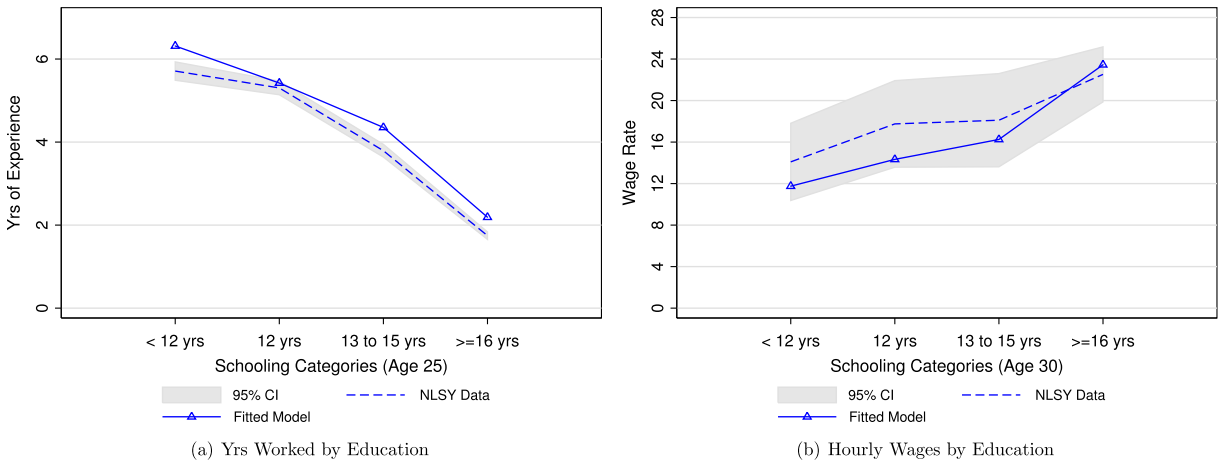 Yrs of Experience
6
4
2
0
< 12 yrs 12 yrs 13 to 15 yrs >=16 yrs
Schooling Categories (Age 25)
95% CI NLSY Data
Fitted Model
(a) Yrs Worked by Education
Wage Rate
28
24
20
16
12
8
4
0
< 12 yrs 12 yrs 13 to 15 yrs >=16 yrs
Schooling Categories (Age 30)
95% CI NLSY Data
Fitted Model
(b) Hourly Wages by Education